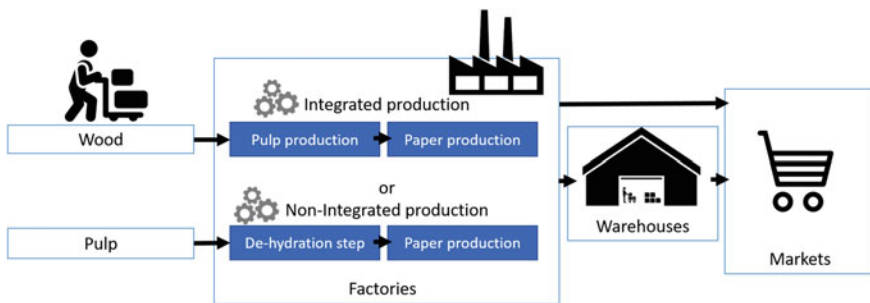 Integrated production
Wood
Pulp production
Paper production
or
Non-Integrated production
Pulp
De-hydration step
Paper production
Factories
Warehouses
Markets